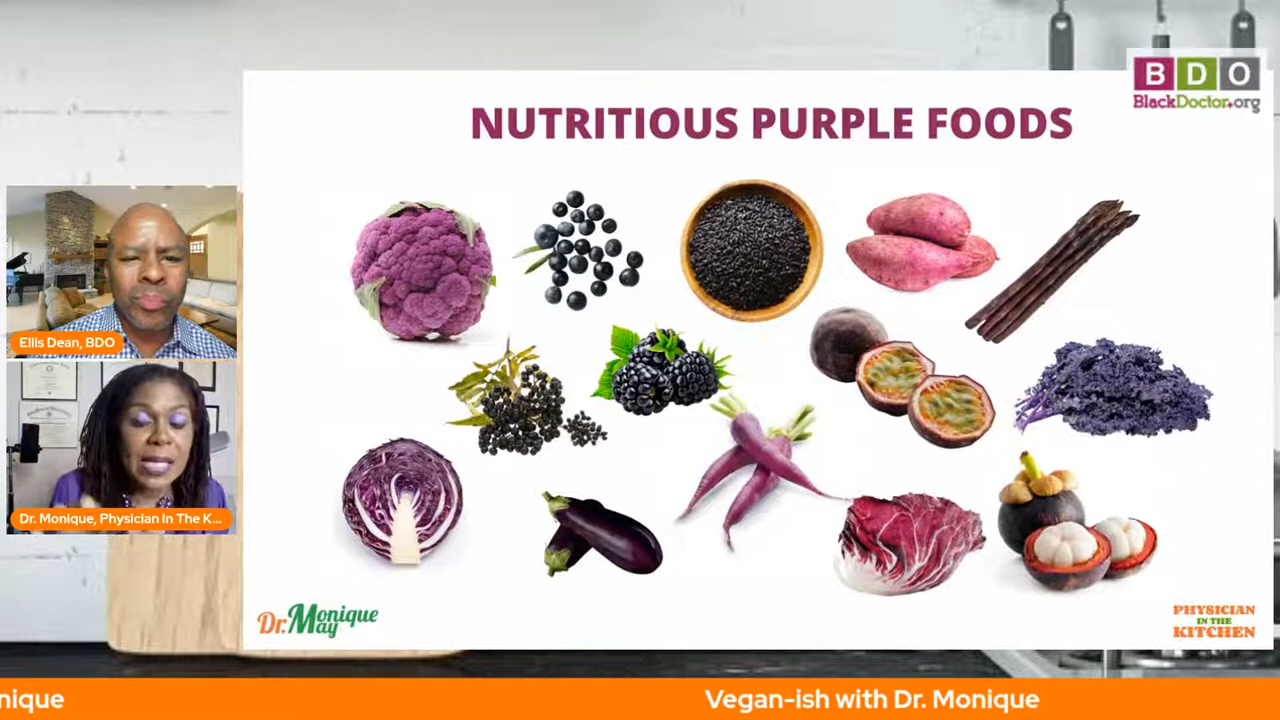 BDO
BlackDoctor.org
NUTRITIOUS PURPLE FOODS
Ellis Dean, BDO
Dr. Monique, Physician In The K...
Dr. Monique
May
PHYSICIAN
IN THE
KITCHEN
nique
Vegan-ish with Dr. Monique